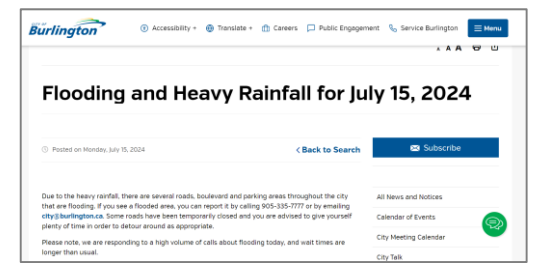 CITY OF
Burlington
Accessibility
Translate
Careers
Public Engagement
Service Burlington
Menu
A A A
Flooding and Heavy Rainfall for July 15, 2024
Posted on Monday, July 15, 2024
Back to Search
Subscribe
Due to the heavy rainfall, there are several roads, boulevard and parking areas throughout the city
that are flooding. If you see a flooded area, you can report it by calling 905-335-7777 or by emailing
city@burlington.ca. Some roads have been temporarily closed and you are advised to give yourself
plenty of time in order to detour around as appropriate.
Please note, we are responding to a high volume of calls about flooding today, and wait times are
longer than usual.
All News and Notices
Calendar of Events
City Meeting Calendar
City Talk